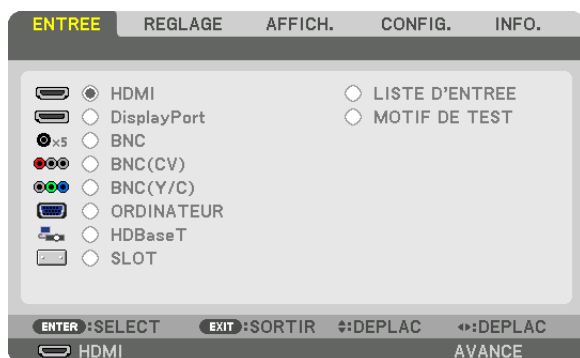 ENTREE REGLAGE AFFICH. CONFIG. INFO.
HDMI
DisplayPort
×5 BNC
BNC(CV)
BNC(Y/C)
ORDINATEUR
HDBaseT
SLOT
LISTE D'ENTREE
MOTIF DE TEST
ENTER :SELECT EXIT :SORTIR :DEPLAC :DEPLAC
HDMI AVANCE